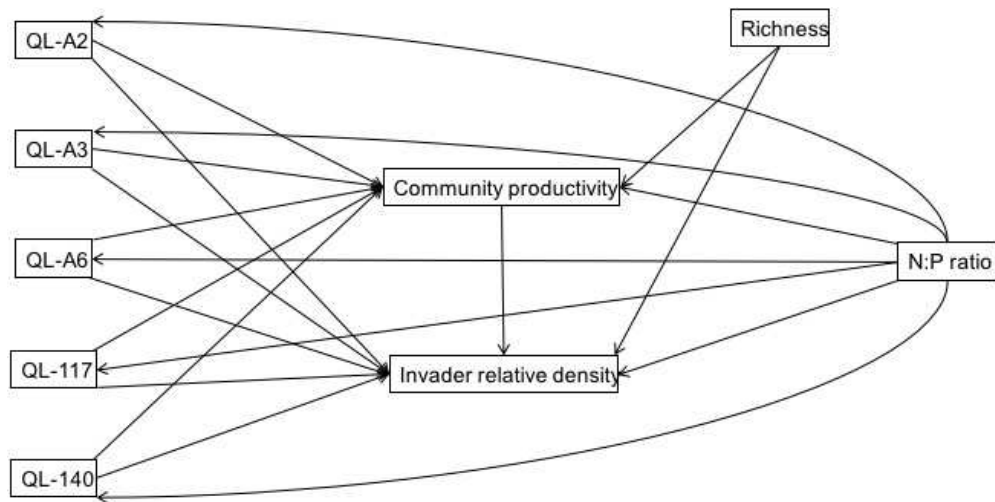 Richness
QL-A2
QL-A3
Community productivity
QL-A6
N:P ratio
QL-117
Invader relative density
QL-140